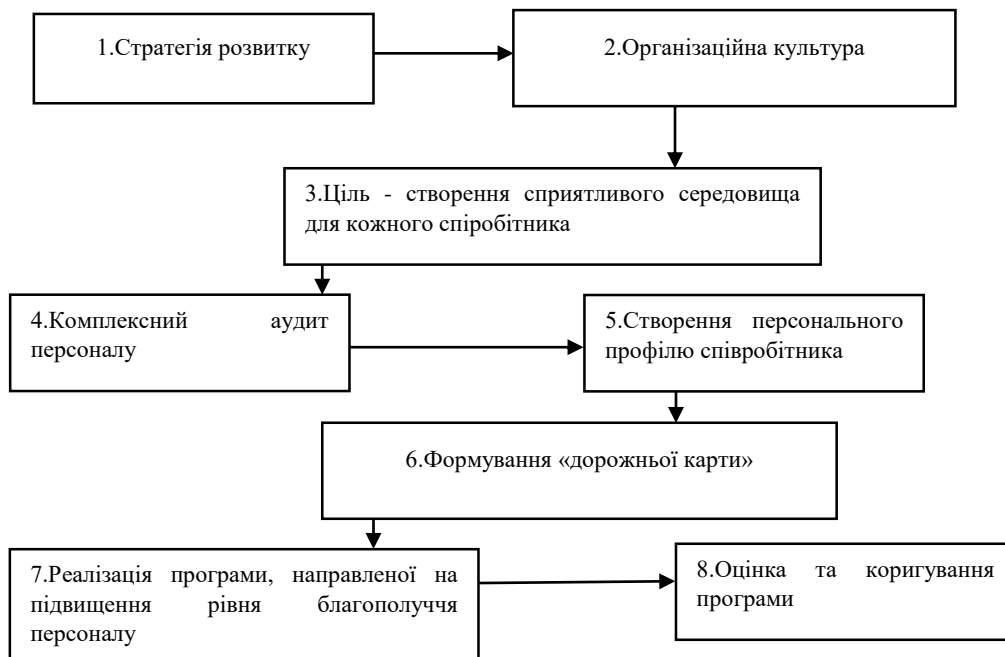 1.Стратегія розвитку
2.Організаційна культура
3.Ціль - створення сприятливого середовища
для кожного спіробітника
4.Комплексний аудит
персоналу
5.Створення персонального
профілю співробітника
6.Формування «дорожньої карти»
7.Реалізація програми, направленої на
підвищення рівня благополуччя
персоналу
8.Оцінка та коригування
програми